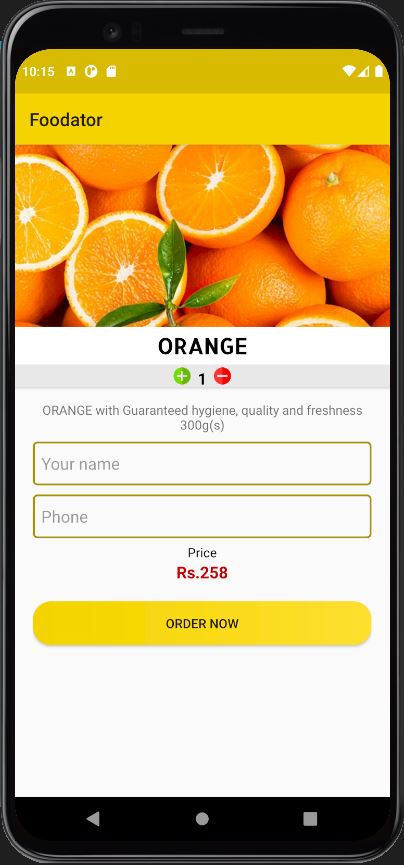 10:15
Foodator
ORANGE
1
ORANGE with Guaranteed hygiene, quality and freshness
300g(s)
Your name
Phone
Price
Rs.258
ORDER NOW